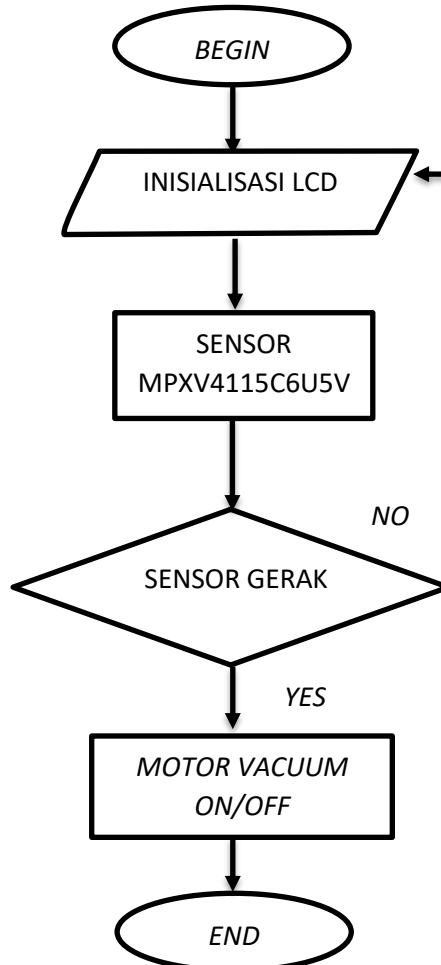 BEGIN
INISIALISASI LCD
SENSOR
MPXV4115C6U5V
NO
SENSOR GERAK
YES
MOTOR VACUUM
ON/OFF
END